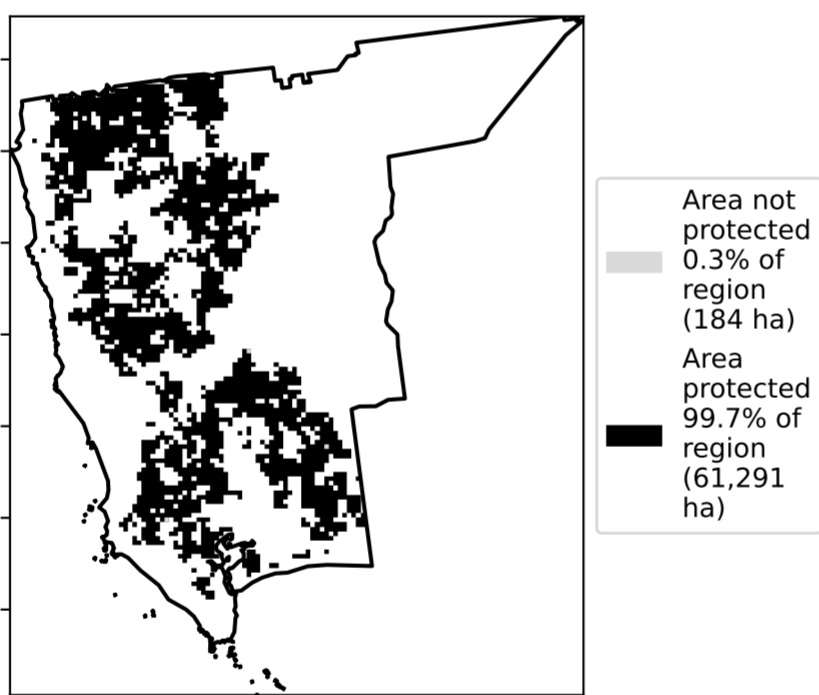 Area not
protected
0.3% of
region
(184 ha)
Area
protected
99.7% of
region
(61,291
ha)